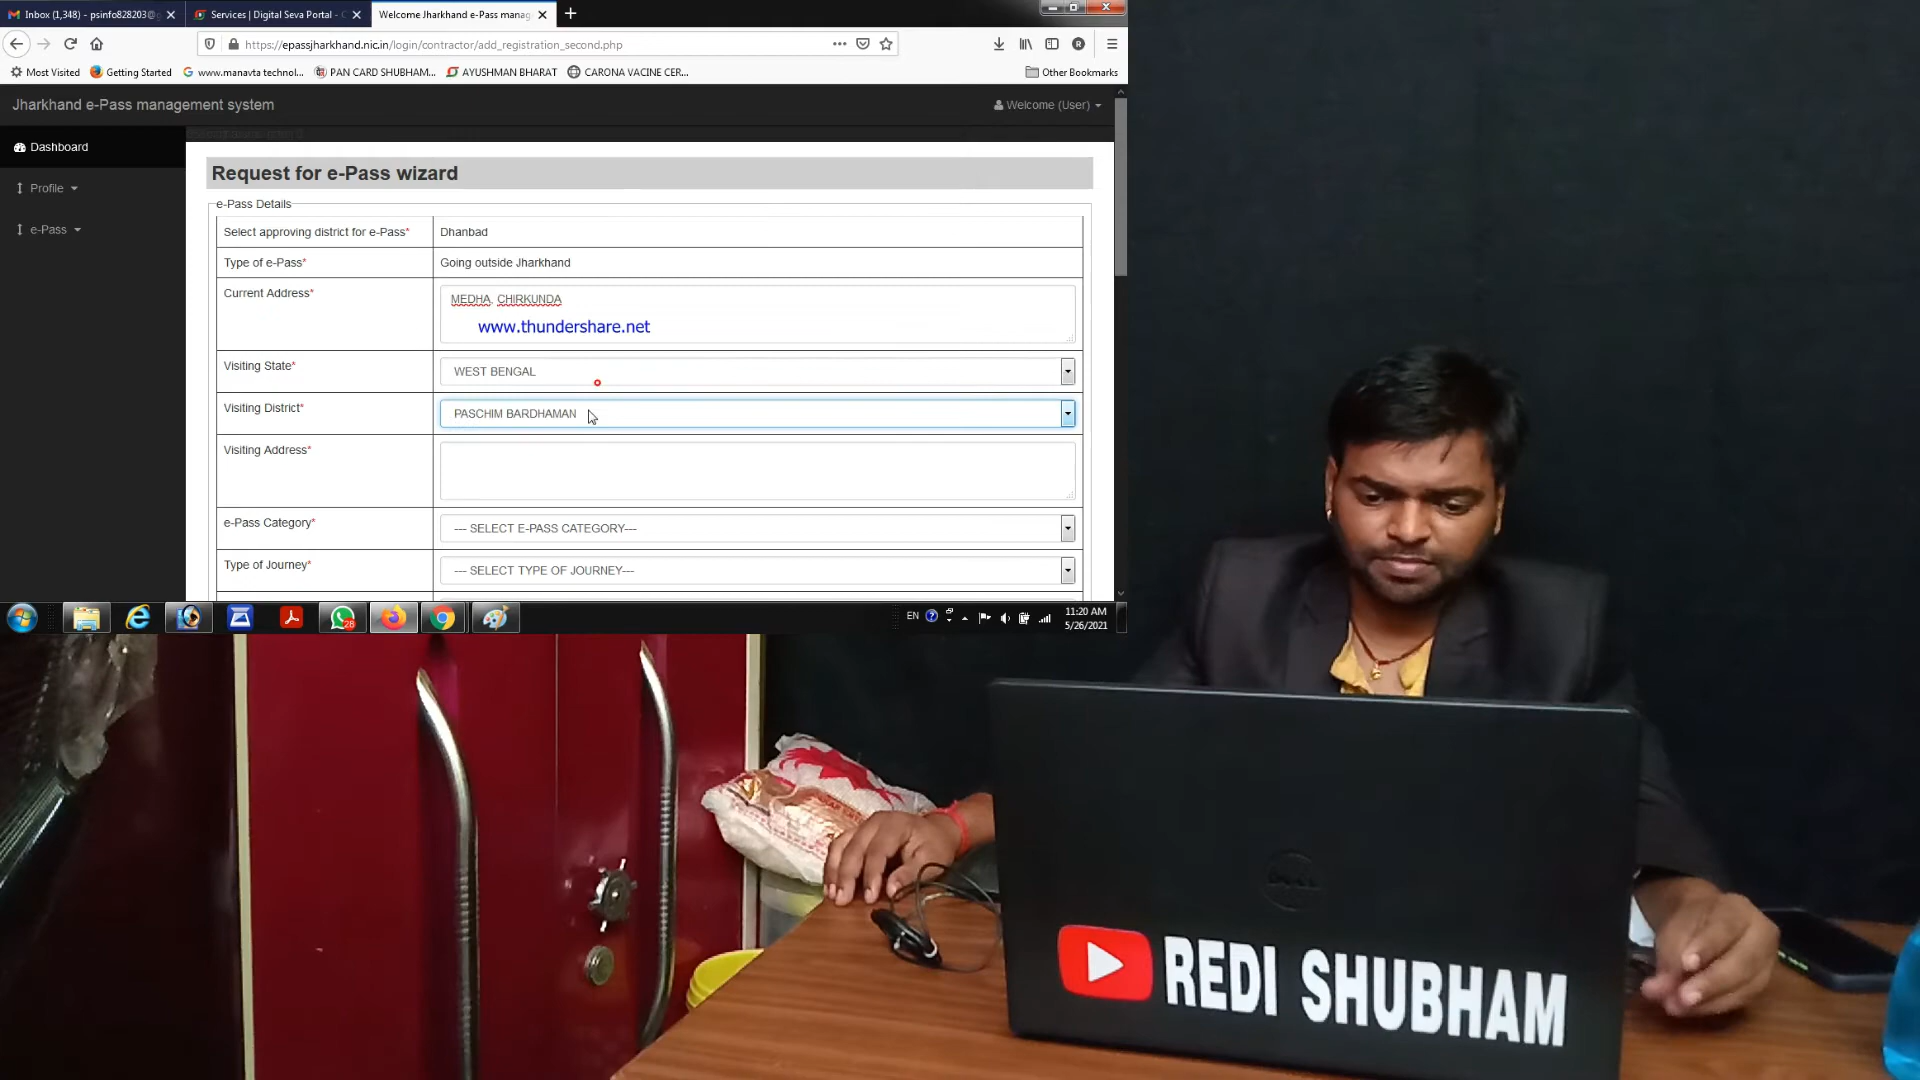 Inbox (1,348) - psinfo828203@g
Services | Digital Seva Portal - C
Welcome Jharkhand e-Pass manag
https://epassjharkhand.nic.in/login/contractor/add_registration_second.php
Most Visited
Getting Started
www.manavta technol...
PAN CARD SHUBHAM...
AYUSHMAN BHARAT
CARONA VACINE CER...
Other Bookmarks
Jharkhand e-Pass management system
Welcome (User)
Dashboard
Profile
e-Pass
Request for e-Pass wizard
e-Pass Details
Select approving district for e-Pass* Dhanbad
Type of e-Pass* Going outside Jharkhand
Current Address* MEDHA, CHIRKUNDA
www.thundershare.net
Visiting State* WEST BENGAL
Visiting District* PASCHIM BARDHAMAN
Visiting Address*
e-Pass Category* --- SELECT E-PASS CATEGORY---
Type of Journey* --- SELECT TYPE OF JOURNEY---
28
EN
11:20 AM
5/26/2021
DELL
REDI SHUBHAM